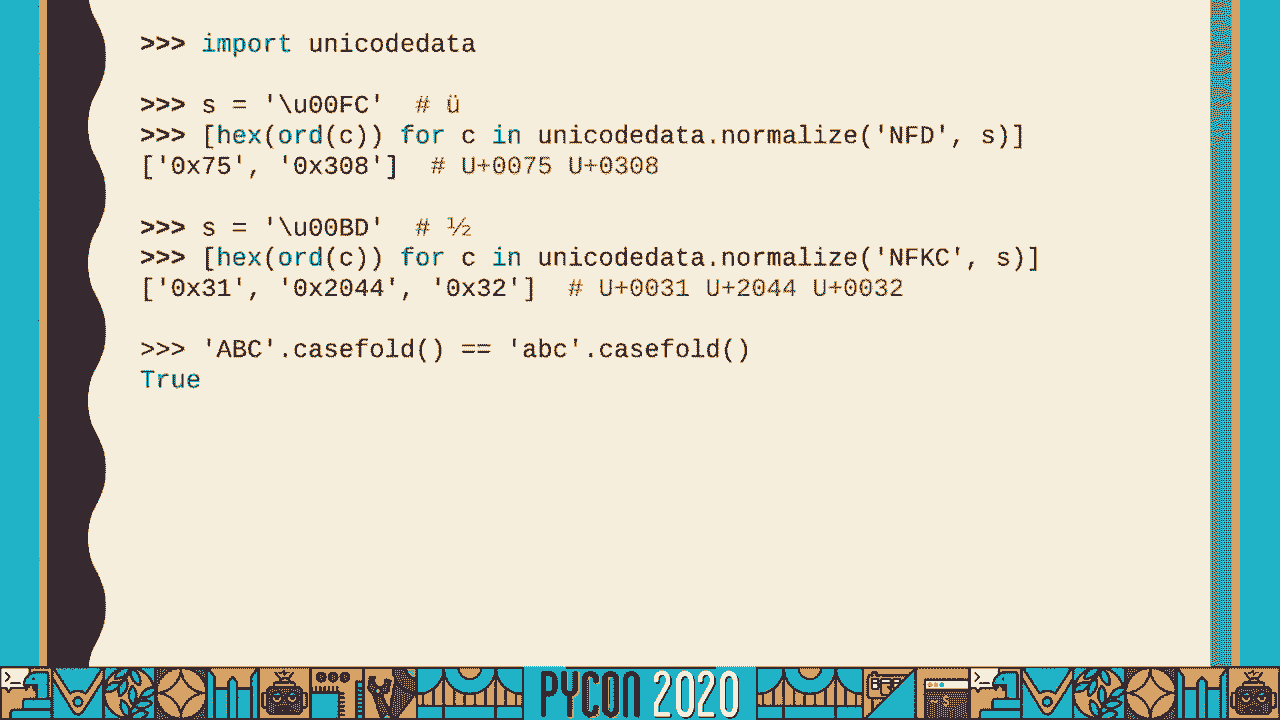 >>> import unicodedata
>>> s = '\u00FC'  # ü
>>> [hex(ord(c)) for c in unicodedata.normalize('NFD', s)]
['0x75', '0x308']  # U+0075 U+0308
>>> s = '\u00BD'  # ½
>>> [hex(ord(c)) for c in unicodedata.normalize('NFKC', s)]
['0x31', '0x2044', '0x32']  # U+0031 U+2044 U+0032
>>> 'ABC'.casefold() == 'abc'.casefold()
True
PYCON 2020